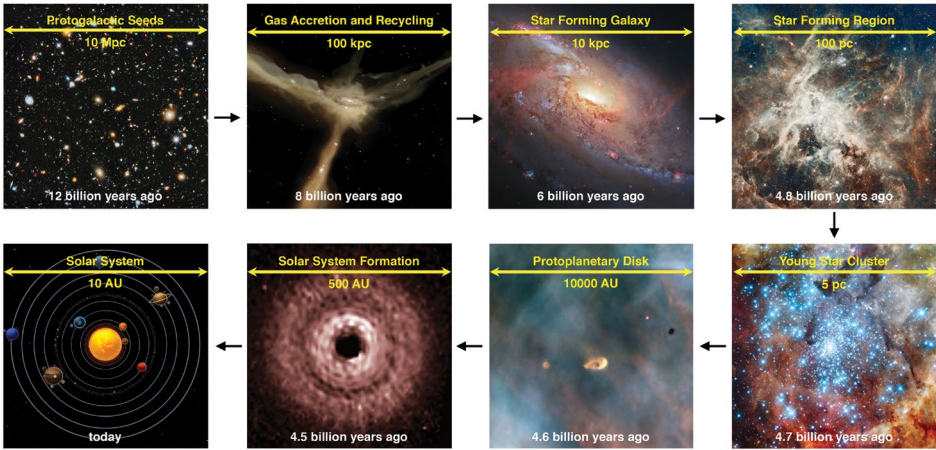 Protogalactic Seeds
10 Mpc
12 billion years ago
Gas Accretion and Recycling
100 kpc
8 billion years ago
Star Forming Galaxy
10 kpc
6 billion years ago
Star Forming Region
100 pc
4.8 billion years ago
Young Star Cluster
5 pc
4.7 billion years ago
Protoplanetary Disk
10000 AU
4.6 billion years ago
Solar System Formation
500 AU
4.5 billion years ago
Solar System
10 AU
today